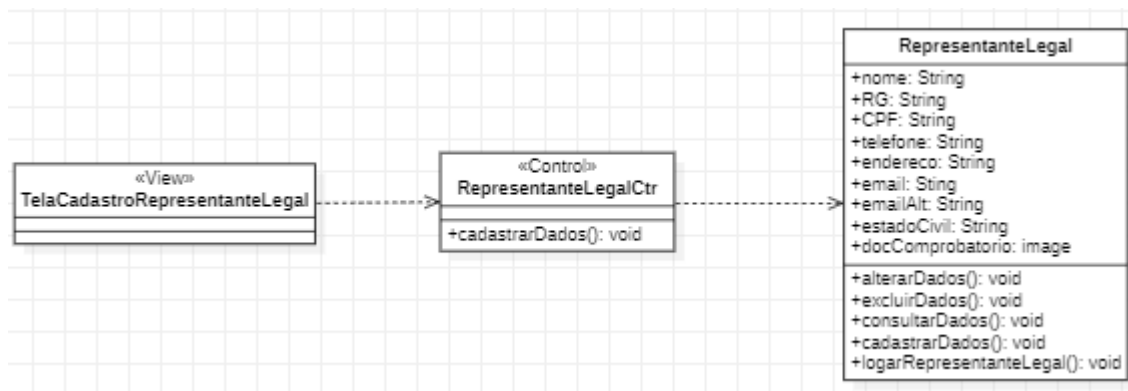 «View»
TelaCadastroRepresentanteLegal
«Control»
RepresentanteLegalCtr
+cadastrarDados(): void
RepresentanteLegal
+nome: String
+RG: String
+CPF: String
+telefone: String
+endereco: String
+email: Sting
+emailAlt: String
+estadoCivil: String
+docComprobatorio: image
+alterarDados(): void
+excluirDados(): void
+consultarDados(): void
+cadastrarDados(): void
+logarRepresentanteLegal(): void